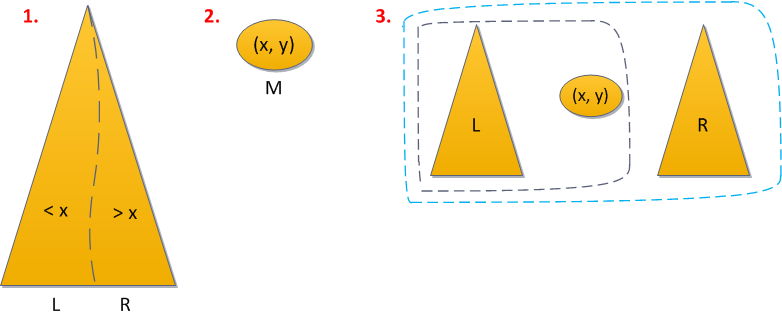 1.
< x
> x
L
R
2.
(x, y)
M
3.
L
(x, y)
R